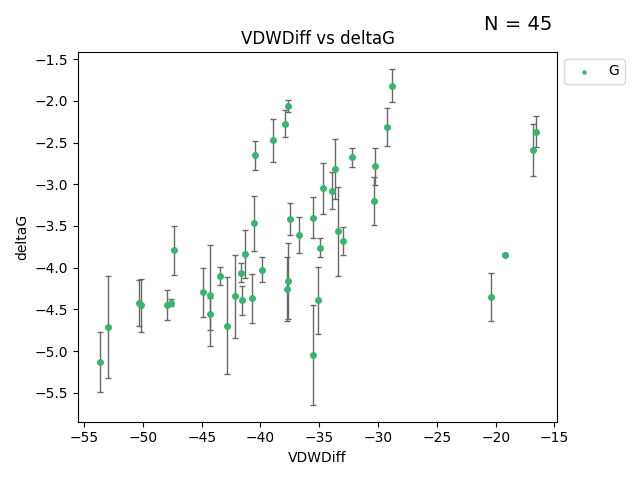 N = 45
VDWDiff vs deltaG
G
deltaG
−1.5
−2.0
−2.5
−3.0
−3.5
−4.0
−4.5
−5.0
−5.5
−55 −50 −45 −40 −35 −30 −25 −20 −15
VDWDiff